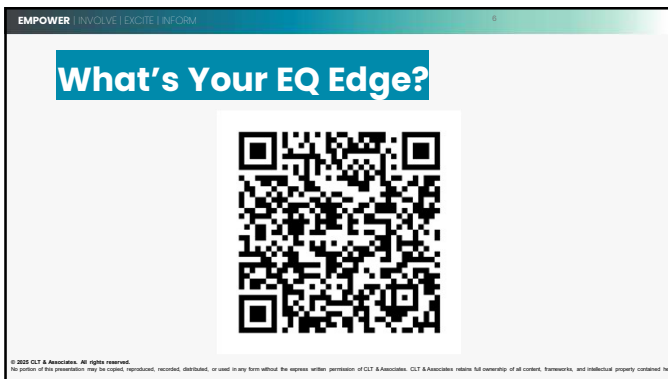 EMPOWER | INVOLVE | EXCITE | INFORM
6
What's Your EQ Edge?
© 2025 CLT & Associates. All rights reserved.
No portion of this presentation may be copied, reproduced, recorded, distributed, or used in any form without the express written permission of CLT & Associates. CLT & Associates retains full ownership of all content, frameworks, and intellectual property contained